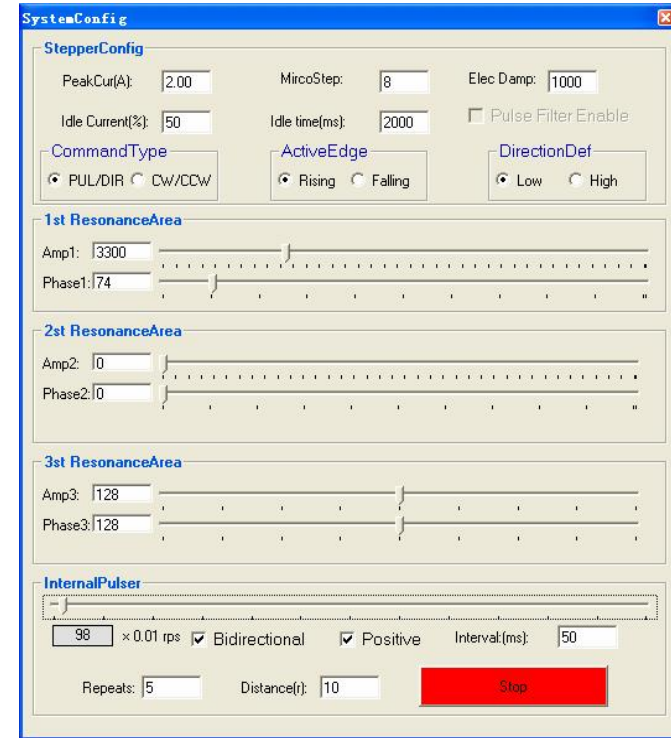 SystemConfig
StepperConfig
PeakCur(A): 2.00 MircoStep: 8 Elec Damp: 1000
Idle Current(%): 50 Idle time(ms): 2000 Pulse Filter Enable
CommandType ActiveEdge DirectionDef
PUL/DIR CW/CCW Rising Falling Low High
1st ResonanceArea
Amp1: 3300
Phase1: 74
2st ResonanceArea
Amp2: 0
Phase2: 0
3st ResonanceArea
Amp3: 128
Phase3: 128
InternalPulser
98 × 0.01 rps Bidirectional Positive Interval:(ms): 50
Repeats: 5 Distance(r): 10 Stop